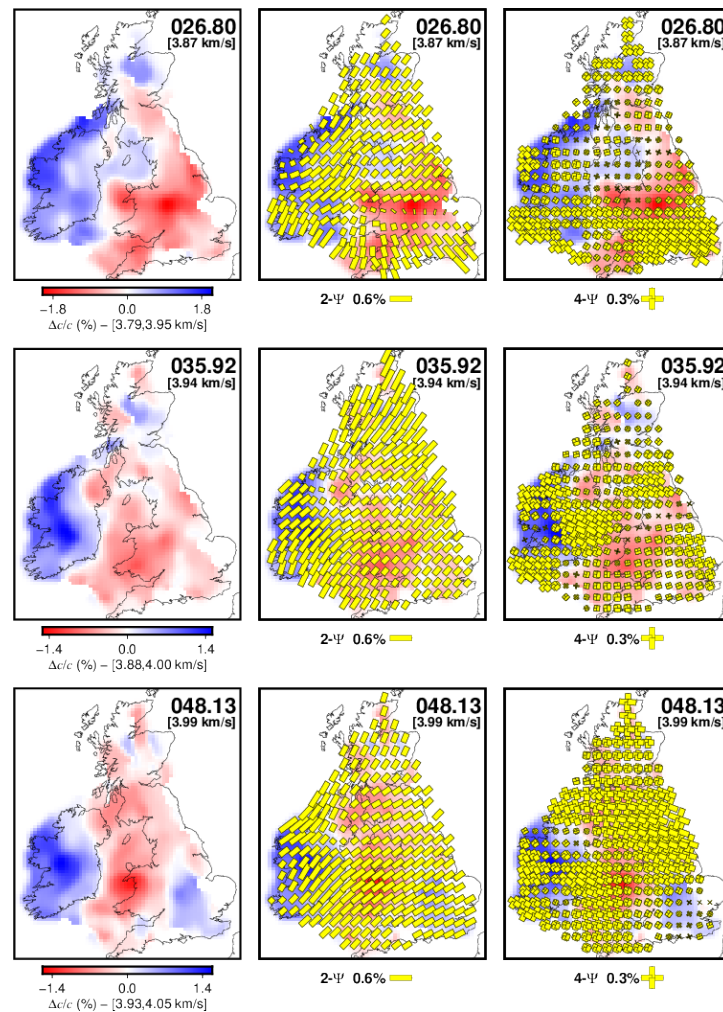 026.80
[3.87 km/s]
026.80
[3.87 km/s]
026.80
[3.87 km/s]
−1.8 0.0 1.8
Δc/c (%) − [3.79,3.95 km/s]
2-Ψ 0.6%
4-Ψ 0.3%
035.92
[3.94 km/s]
035.92
[3.94 km/s]
035.92
[3.94 km/s]
−1.4 0.0 1.4
Δc/c (%) − [3.88,4.00 km/s]
2-Ψ 0.6%
4-Ψ 0.3%
048.13
[3.99 km/s]
048.13
[3.99 km/s]
048.13
[3.99 km/s]
−1.4 0.0 1.4
Δc/c (%) − [3.93,4.05 km/s]
2-Ψ 0.6%
4-Ψ 0.3%